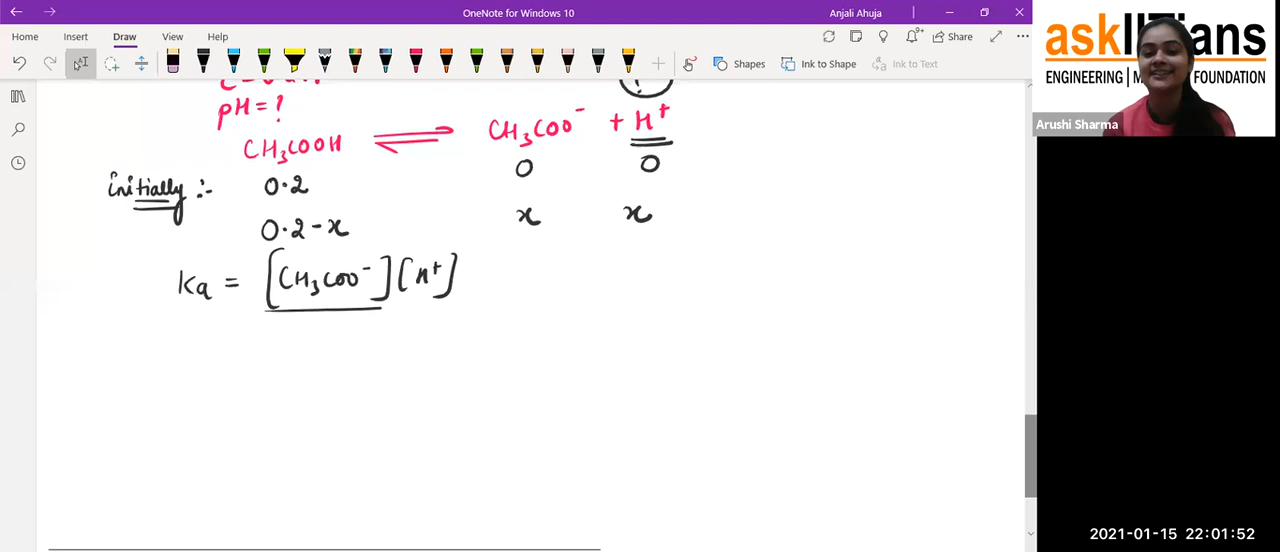 OneNote for Windows 10
Anjali Ahuja
Home Insert Draw View Help
Share
Shapes Ink to Shape Ink to Text
askIITians
ENGINEERING | FOUNDATION
Arushi Sharma
pH = ?
CH₃COOH ⇌ CH₃COO⁻ + H⁺
initially :- 0.2 0 0
0.2 - x x x
Ka = [CH₃COO⁻][H⁺]
2021-01-15 22:01:52